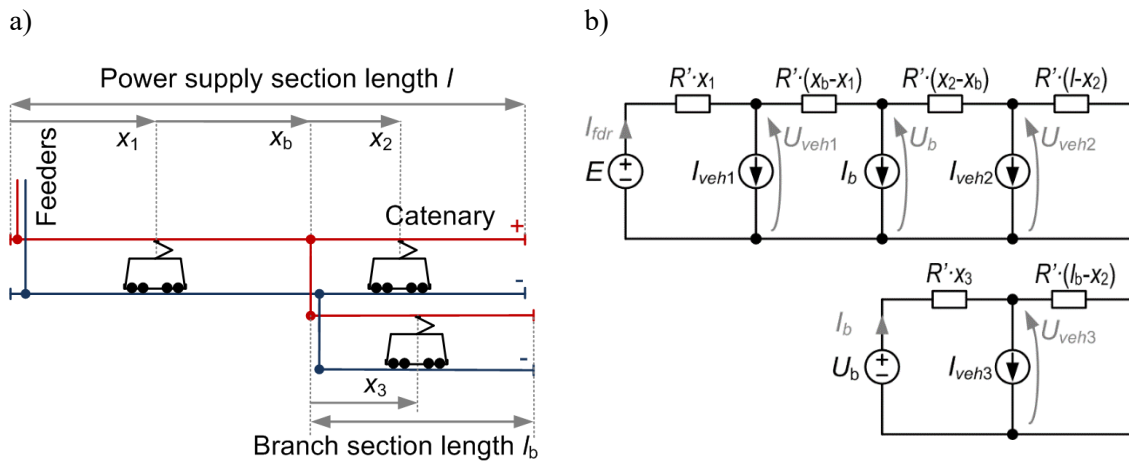 a)
b)
Power supply section length l
x1
xb
x2
Feeders
Catenary
+
-
-
x3
Branch section length lb
R'·x1
R'·(xb-x1)
R'·(x2-xb)
R'·(l-x2)
Ifdr
Uveh1
Ub
Uveh2
E
+
−
Iveh1
Ib
Iveh2
R'·x3
R'·(lb-x2)
Ib
Uveh3
Ub
+
−
Iveh3